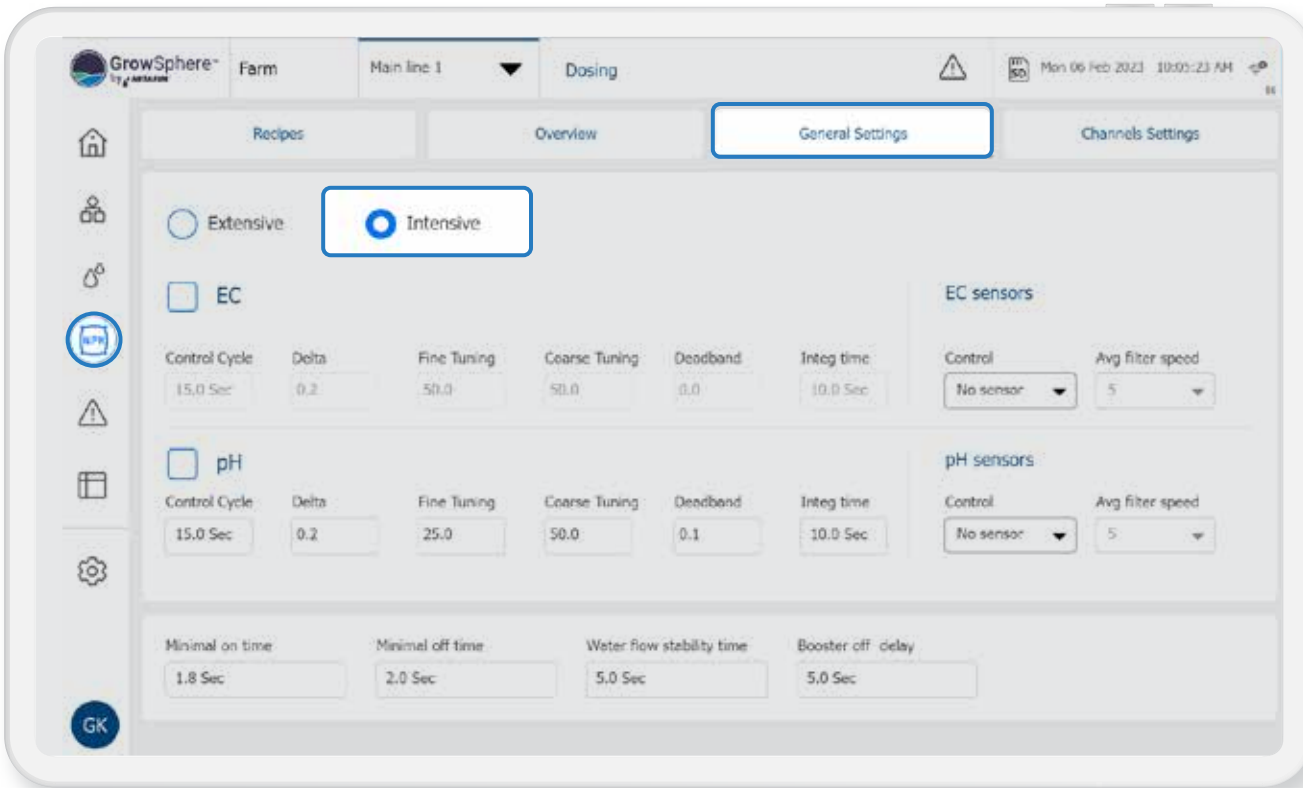 GrowSphere™ Farm Main line 1 Dosing SD Mon 06 Feb 2023 10:05:23 AM
by NETAFIM
Recipes Overview General Settings Channels Settings
Extensive Intensive
EC EC sensors
Control Cycle Delta Fine Tuning Coarse Tuning Deadband Integ time Control Avg filter speed
15.0 Sec 0.2 50.0 50.0 0.0 10.0 Sec No sensor 5
NPK
pH pH sensors
Control Cycle Delta Fine Tuning Coarse Tuning Deadband Integ time Control Avg filter speed
15.0 Sec 0.2 25.0 50.0 0.1 10.0 Sec No sensor 5
Minimal on time Minimal off time Water flow stability time Booster off delay
1.8 Sec 2.0 Sec 5.0 Sec 5.0 Sec
GK